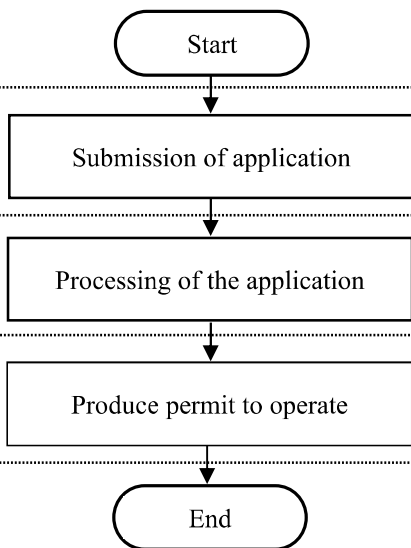 Start
Submission of application
Processing of the application
Produce permit to operate
End